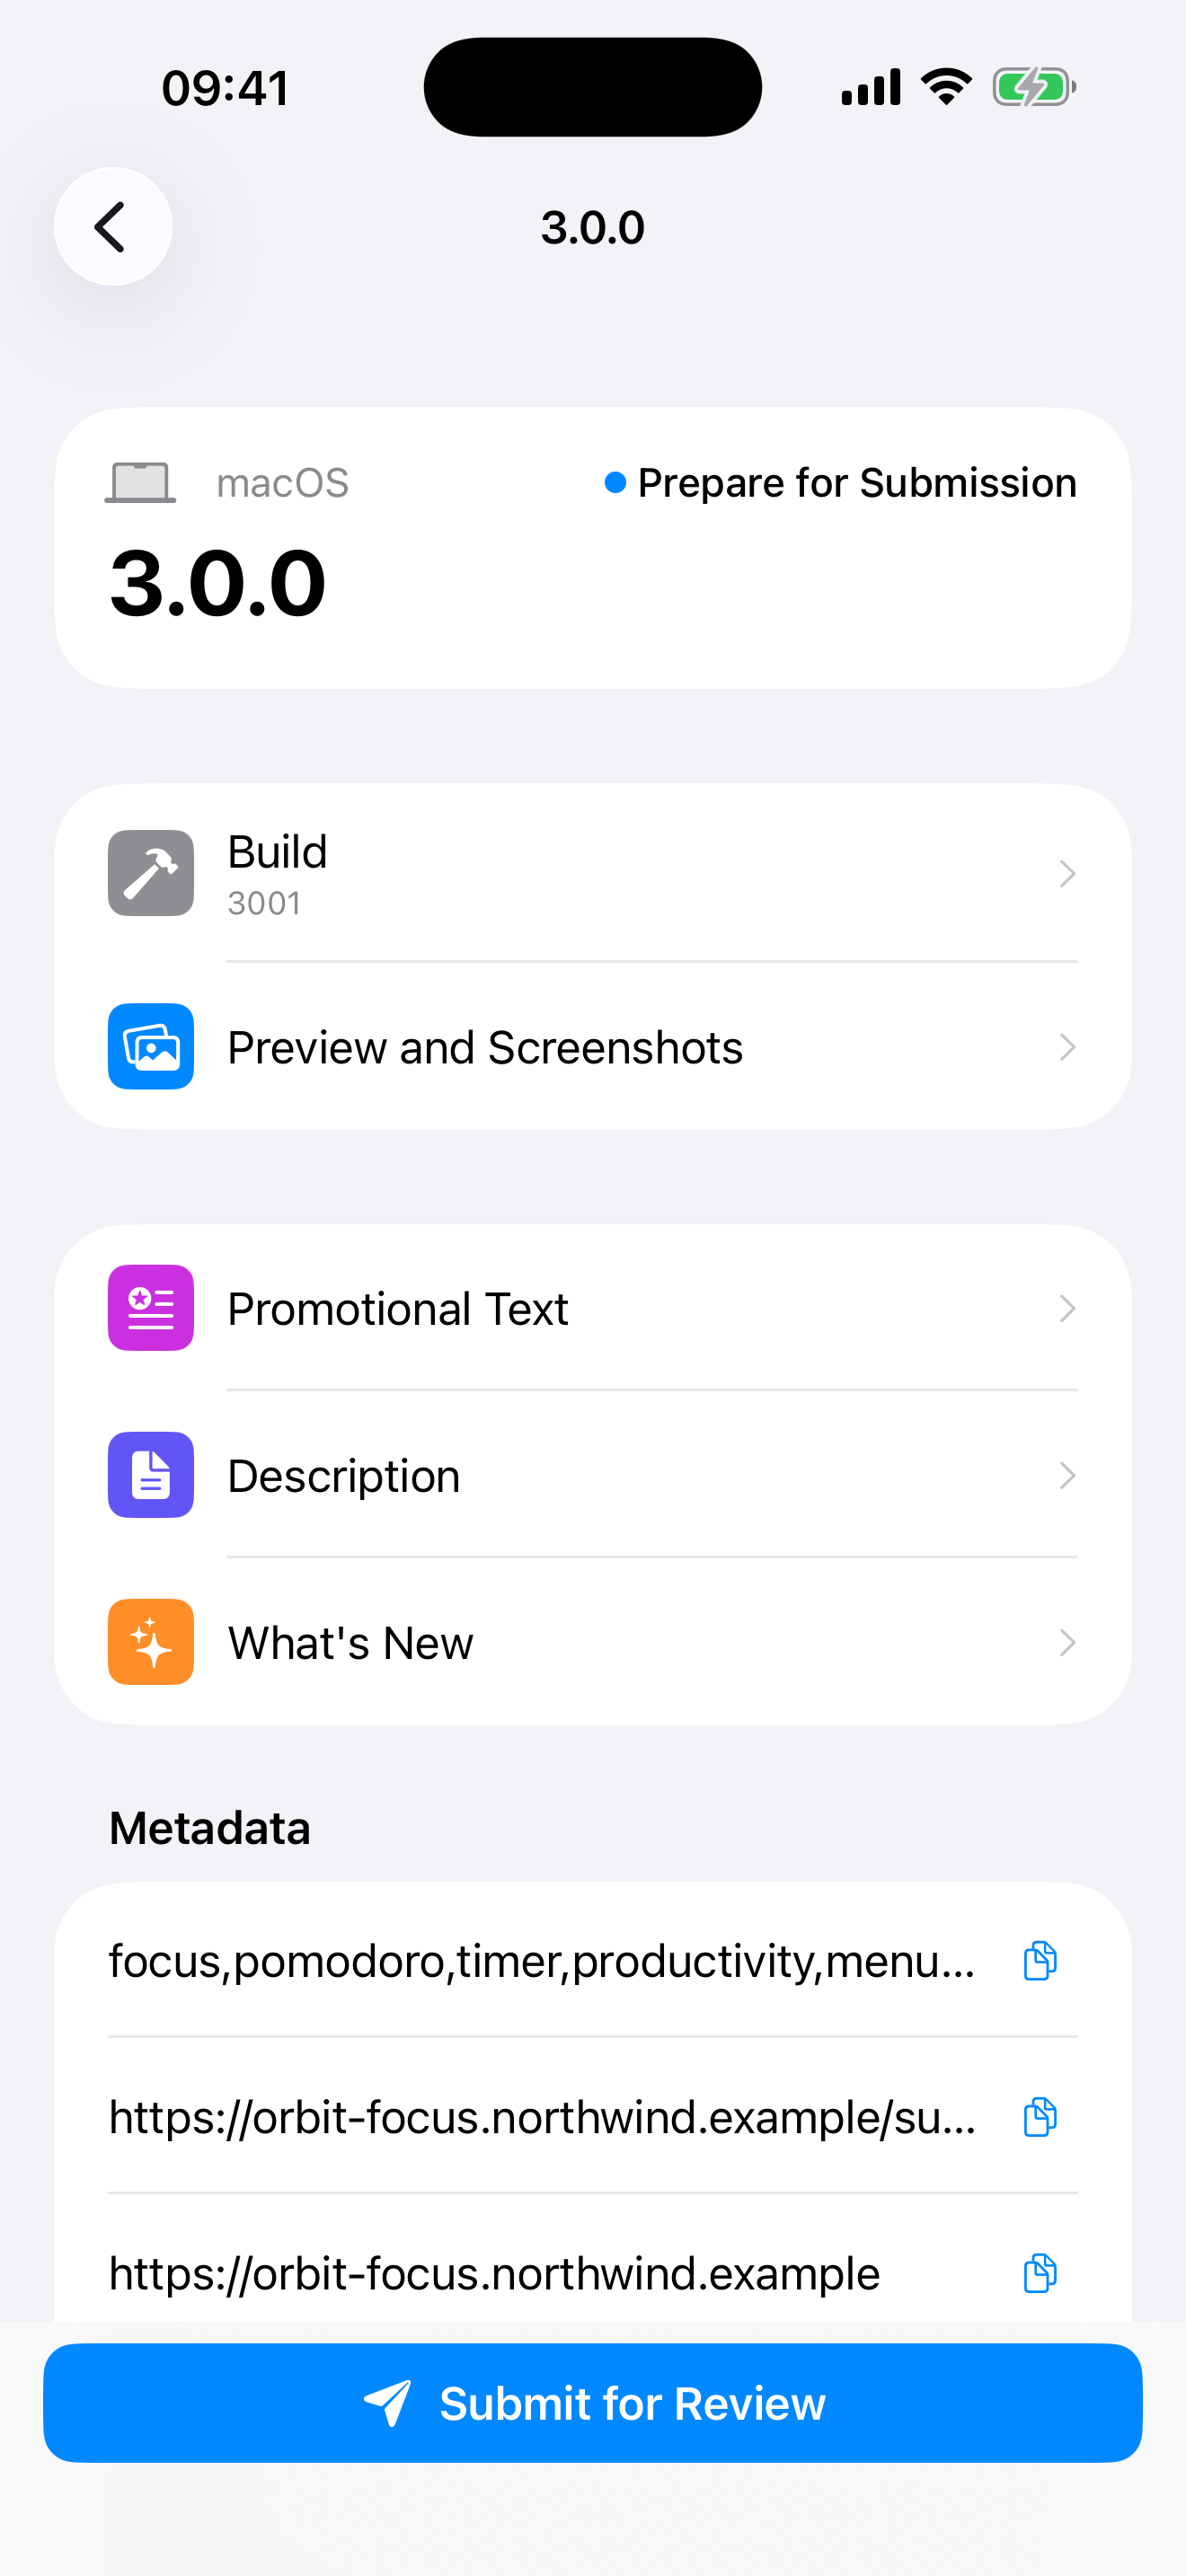 09:41
3.0.0
macOS
Prepare for Submission
3.0.0
Build
3001
Preview and Screenshots
Promotional Text
Description
What's New
Metadata
focus,pomodoro,timer,productivity,menu...
https://orbit-focus.northwind.example/su...
https://orbit-focus.northwind.example
Submit for Review